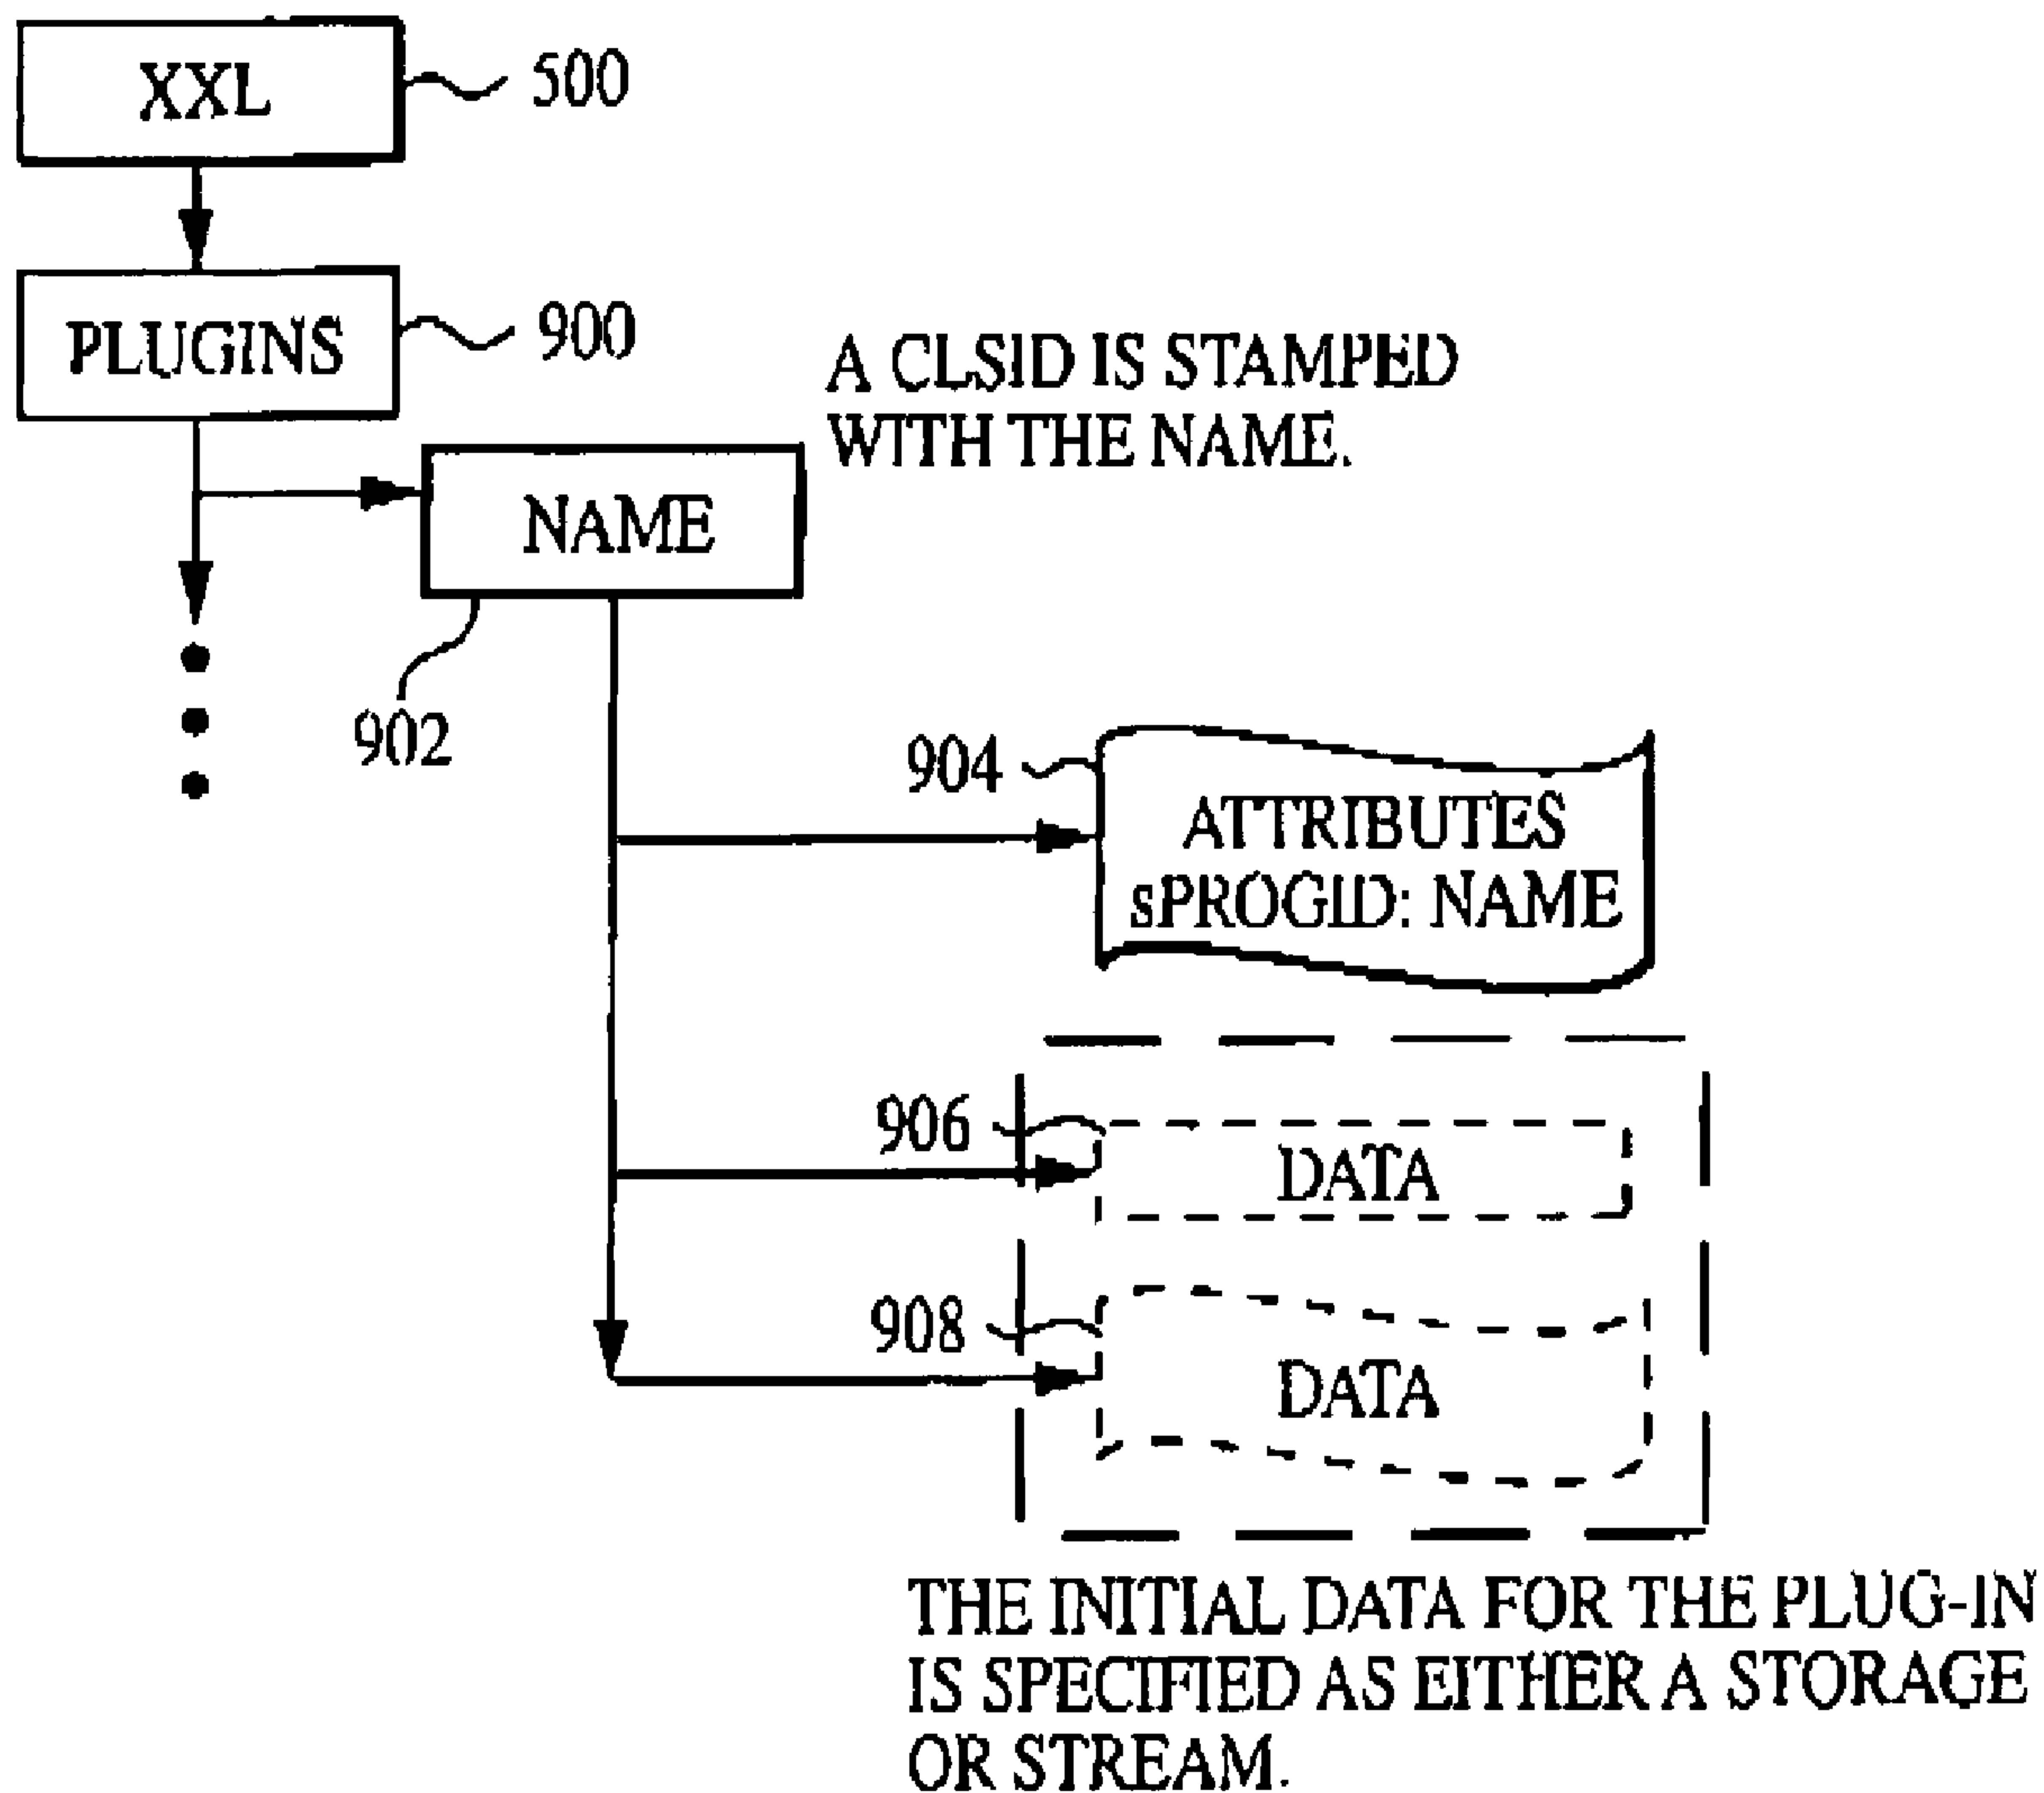 XXL
500
PLUGINS
900
A CLSID IS STAMPED
WITH THE NAME.
NAME
902
904
ATTRIBUTES
sPROGID: NAME
906
DATA
908
DATA
THE INITIAL DATA FOR THE PLUG-IN
IS SPECIFIED AS EITHER A STORAGE
OR STREAM.